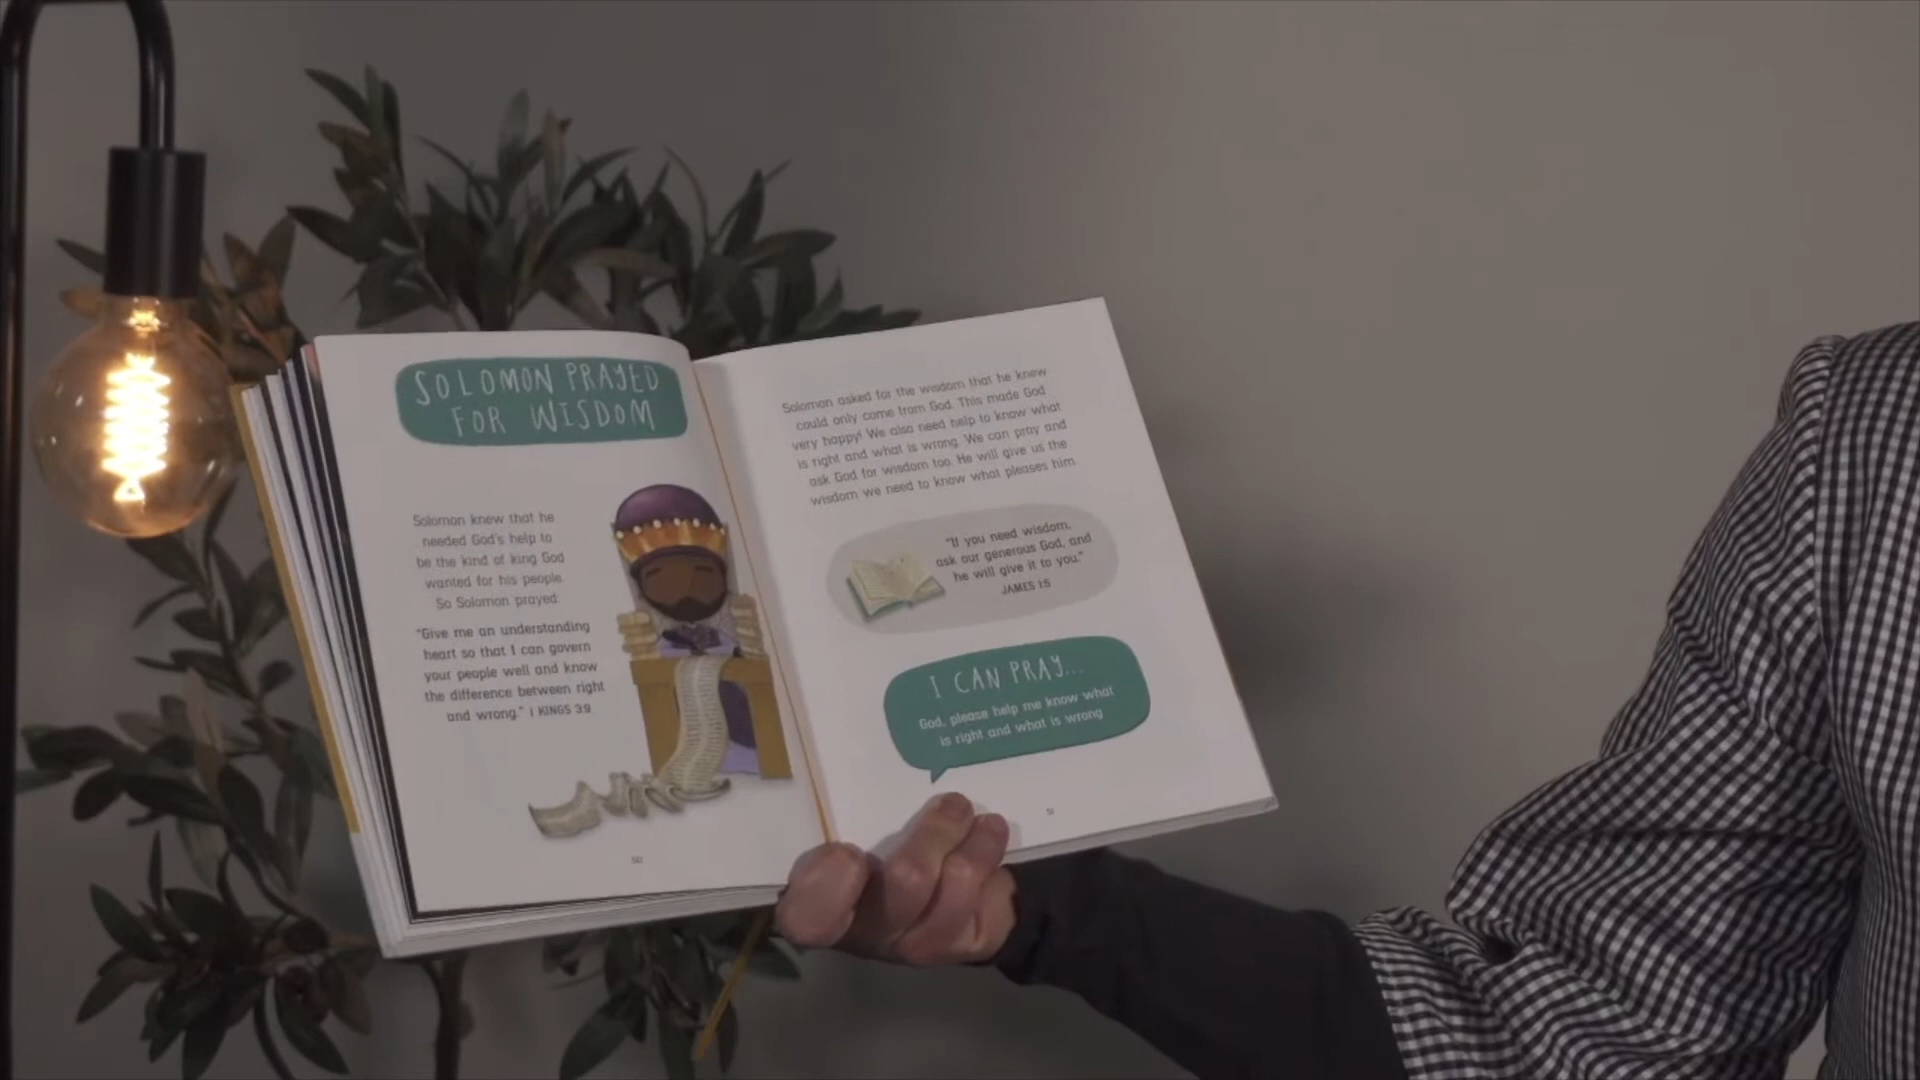 SOLOMON PRAYED
FOR WISDOM
Solomon knew that he
needed God's help to
be the kind of king God
wanted for his people.
So Solomon prayed:
"Give me an understanding
heart so that I can govern
your people well and know
the difference between right
and wrong." 1 KINGS 3:9
50
Solomon asked for the wisdom that he knew
could only come from God. This made God
very happy! We also need help to know what
is right and what is wrong. We can pray and
ask God for wisdom too. He will give us the
wisdom we need to know what pleases him.
"If you need wisdom,
ask our generous God, and
he will give it to you."
JAMES 1:5
I CAN PRAY...
God, please help me know what
is right and what is wrong
51